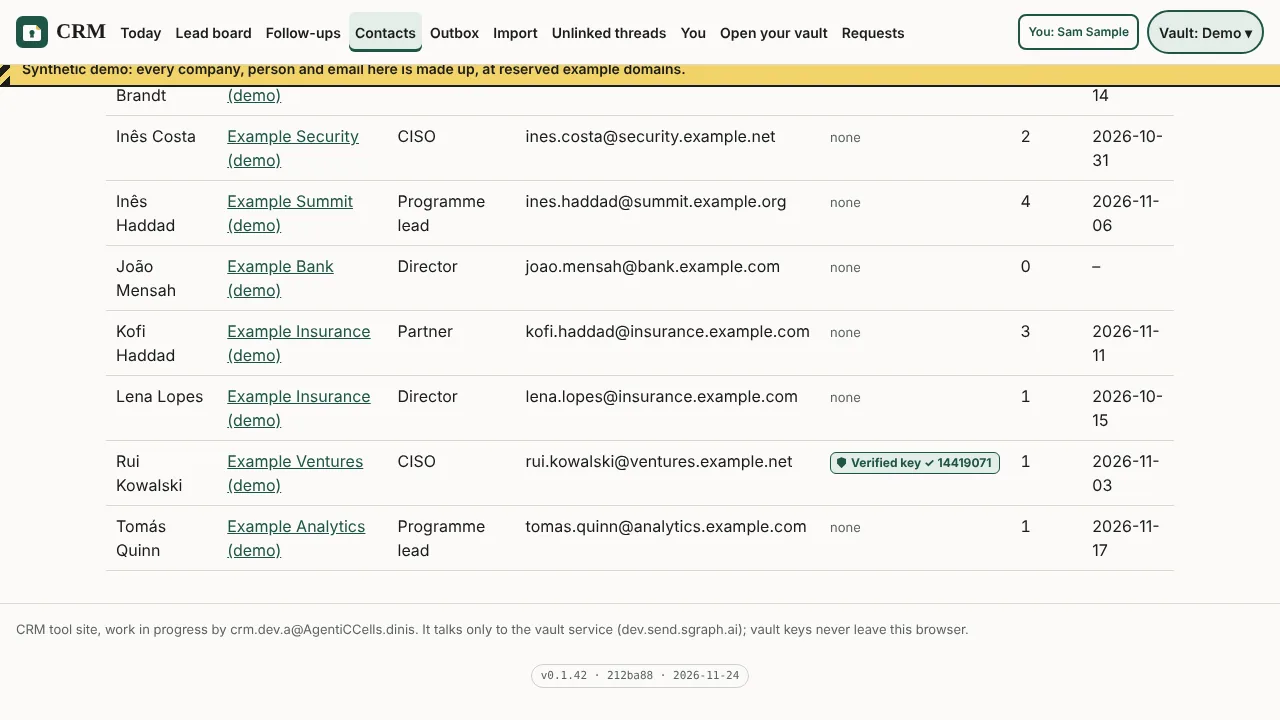 CRM Today Lead board Follow-ups Contacts Outbox Import Unlinked threads You Open your vault Requests You: Sam Sample Vault: Demo ▾
Synthetic demo: every company, person and email here is made up, at reserved example domains.
Brandt (demo) 14
Inês Costa Example Security CISO ines.costa@security.example.net none 2 2026-10-
(demo) 31
Inês Example Summit Programme ines.haddad@summit.example.org none 4 2026-11-
Haddad (demo) lead 06
João Example Bank Director joao.mensah@bank.example.com none 0 –
Mensah (demo)
Kofi Example Insurance Partner kofi.haddad@insurance.example.com none 3 2026-11-
Haddad (demo) 11
Lena Lopes Example Insurance Director lena.lopes@insurance.example.com none 1 2026-10-
(demo) 15
Rui Example Ventures CISO rui.kowalski@ventures.example.net Verified key ✓ 14419071 1 2026-11-
Kowalski (demo) 03
Tomás Example Analytics Programme tomas.quinn@analytics.example.com none 1 2026-11-
Quinn (demo) lead 17
CRM tool site, work in progress by crm.dev.a@AgentiCCells.dinis. It talks only to the vault service (dev.send.sgraph.ai); vault keys never leave this browser.
v0.1.42 · 212ba88 · 2026-11-24